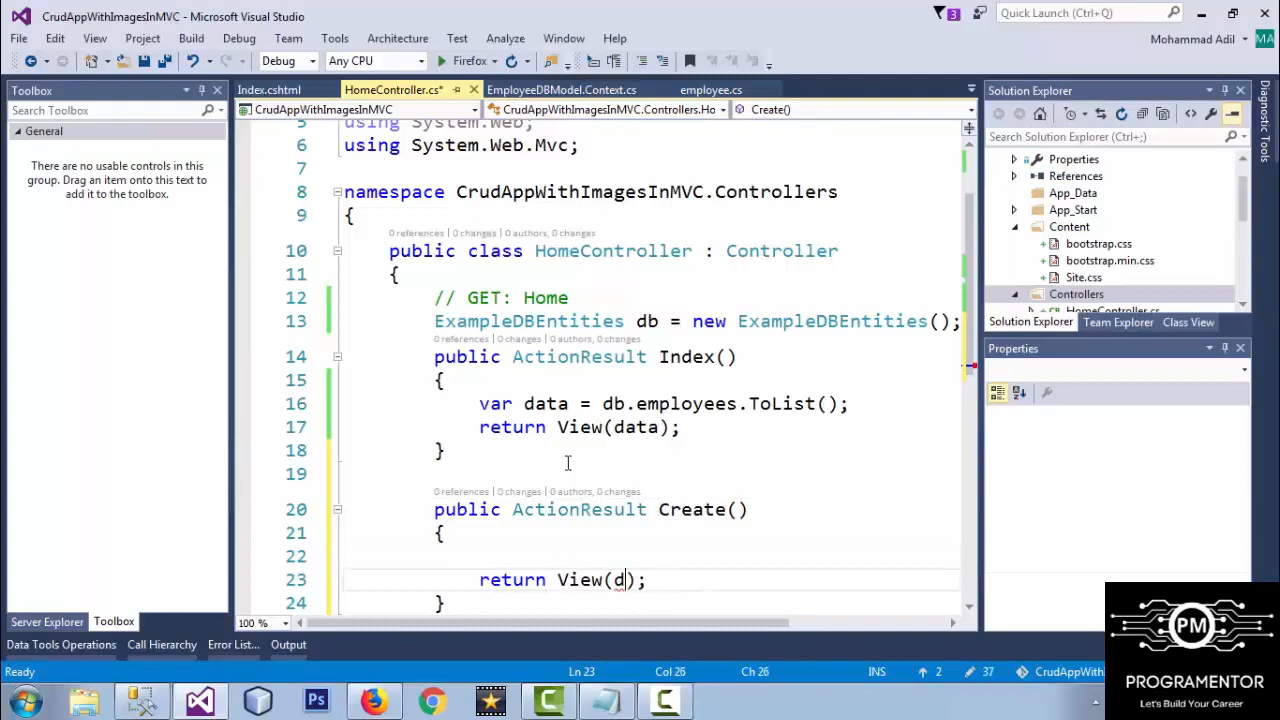 CrudAppWithImagesInMVC - Microsoft Visual Studio
3
Quick Launch (Ctrl+Q)
File Edit View Project Build Debug Team Tools Architecture Test Analyze Window Help
Mohammad Adil MA
Debug Any CPU Firefox
Toolbox
Search Toolbox
General
There are no usable controls in this
group. Drag an item onto this text to
add it to the toolbox.
Server Explorer Toolbox
Index.cshtml HomeController.cs* EmployeeDBModel.Context.cs employee.cs
CrudAppWithImagesInMVC CrudAppWithImagesInMVC.Controllers.Ho Create()
5 using System.Web;
6 using System.Web.Mvc;
7
8 namespace CrudAppWithImagesInMVC.Controllers
9 {
0 references | 0 changes | 0 authors, 0 changes
10 public class HomeController : Controller
11 {
12 // GET: Home
13 ExampleDBEntities db = new ExampleDBEntities();
0 references | 0 changes | 0 authors, 0 changes
14 public ActionResult Index()
15 {
16 var data = db.employees.ToList();
17 return View(data);
18 }
19
0 references | 0 changes | 0 authors, 0 changes
20 public ActionResult Create()
21 {
22
23 return View(d);
24 }
100 %
Solution Explorer
Search Solution Explorer (Ctrl+;)
Properties
References
App_Data
App_Start
Content
bootstrap.css
bootstrap.min.css
Site.css
Controllers
HomeController.cs
Solution Explorer Team Explorer Class View
Properties
Diagnostic Tools
Data Tools Operations Call Hierarchy Error List... Output
Ready Ln 23 Col 26 Ch 26 INS 2 37 CrudAppWith
Ps
PM
PROGRAMENTOR
Let's Build Your Career